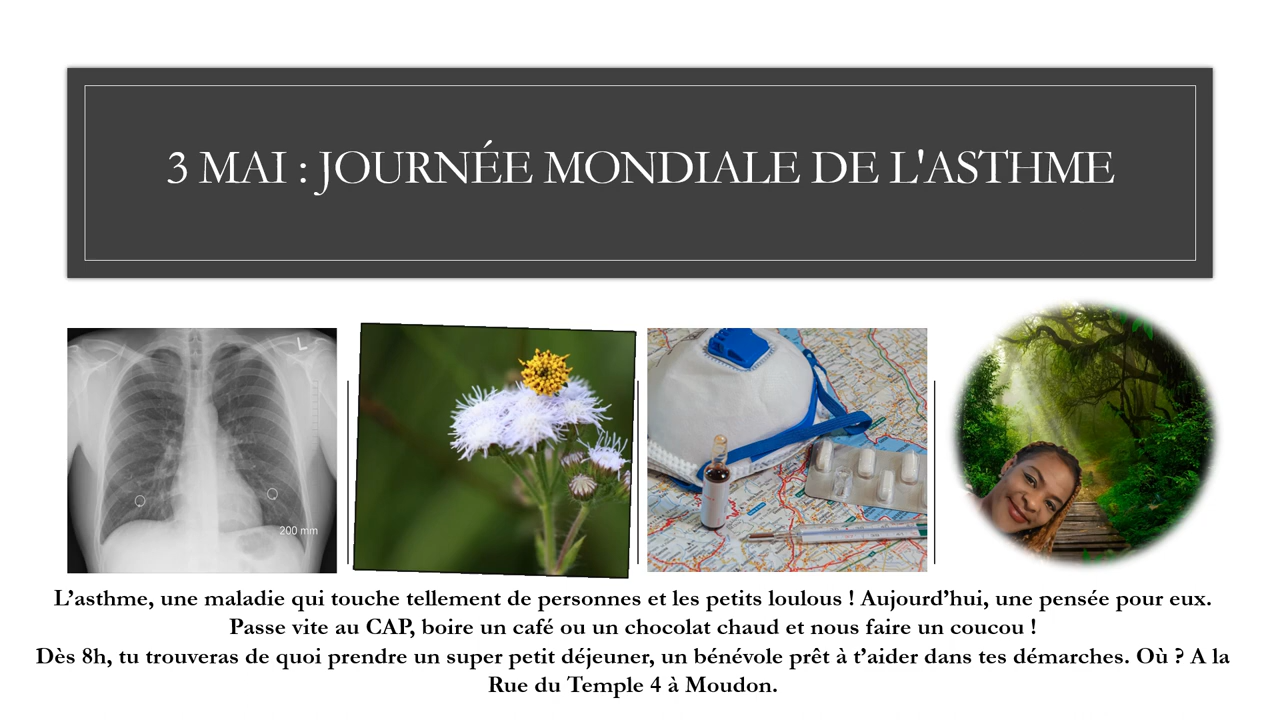 3 MAI : JOURNÉE MONDIALE DE L'ASTHME
L
200 mm
L’asthme, une maladie qui touche tellement de personnes et les petits loulous ! Aujourd’hui, une pensée pour eux.
Passe vite au CAP, boire un café ou un chocolat chaud et nous faire un coucou !
Dès 8h, tu trouveras de quoi prendre un super petit déjeuner, un bénévole prêt à t’aider dans tes démarches. Où ? A la
Rue du Temple 4 à Moudon.